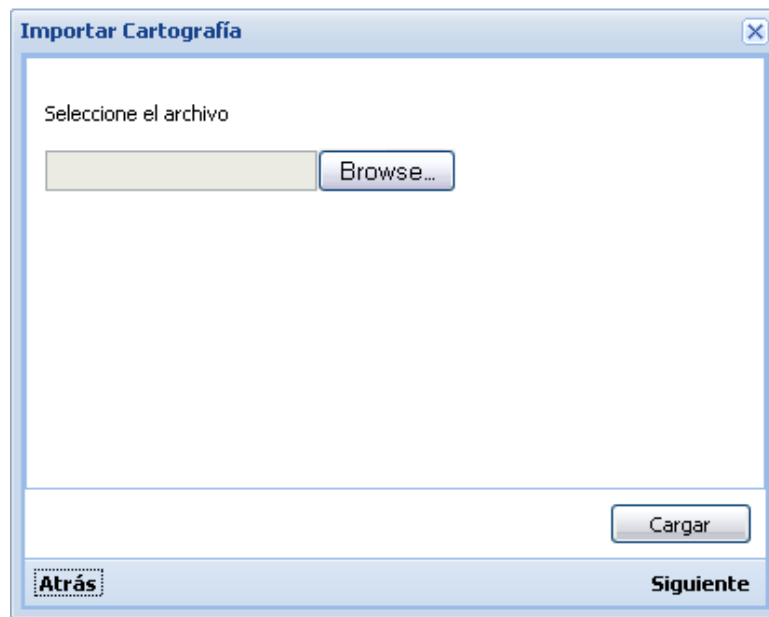 Importar Cartografía
Seleccione el archivo
Browse...
Cargar
Atrás Siguiente